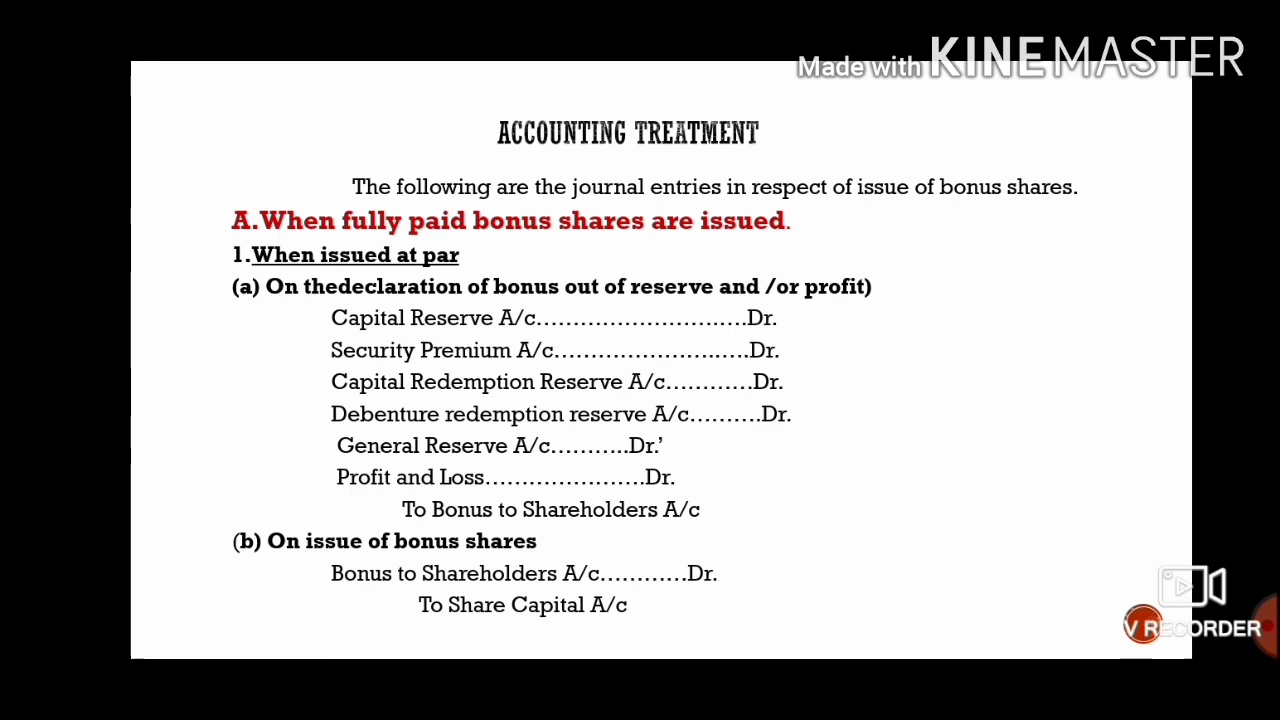 Made with KINEMASTER
ACCOUNTING TREATMENT
The following are the journal entries in respect of issue of bonus shares.
A.When fully paid bonus shares are issued.
1.When issued at par
(a) On thedeclaration of bonus out of reserve and /or profit)
Capital Reserve A/c…………………….….Dr.
Security Premium A/c…………………..….Dr.
Capital Redemption Reserve A/c…………Dr.
Debenture redemption reserve A/c……….Dr.
General Reserve A/c………..Dr.’
Profit and Loss………………….Dr.
To Bonus to Shareholders A/c
(b) On issue of bonus shares
Bonus to Shareholders A/c…………Dr.
To Share Capital A/c
V RECORDER